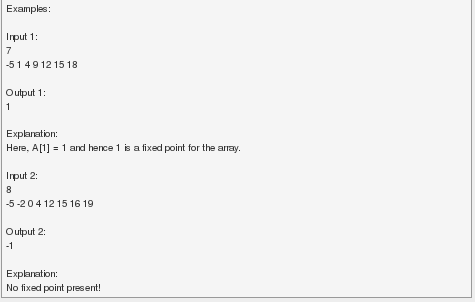 Examples:
Input 1:
7
-5 1 4 9 12 15 18
Output 1:
1
Explanation:
Here, A[1] = 1 and hence 1 is a fixed point for the array.
Input 2:
8
-5 -2 0 4 12 15 16 19
Output 2:
-1
Explanation:
No fixed point present!